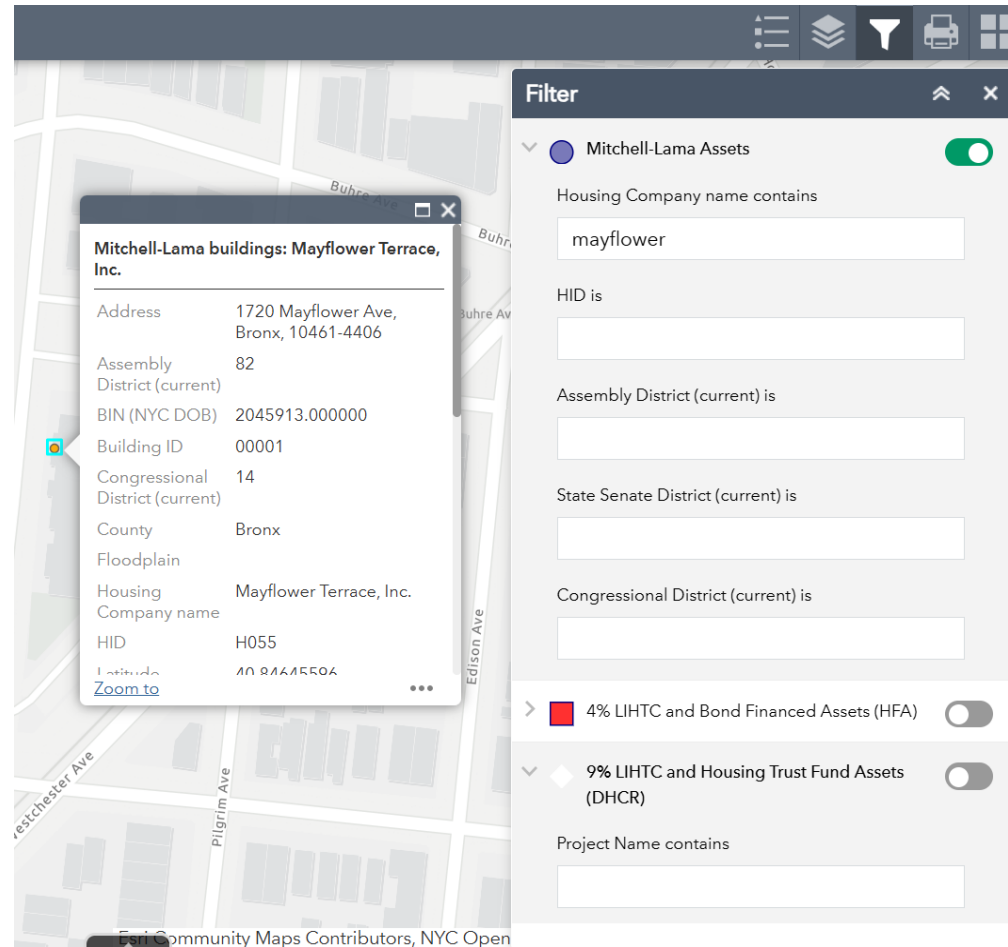 Buhre Ave
Buhre
Buhre Av
Mitchell-Lama buildings: Mayflower Terrace,
Inc.
Address 1720 Mayflower Ave,
Bronx, 10461-4406
Assembly 82
District (current)
BIN (NYC DOB) 2045913.000000
Building ID 00001
Congressional 14
District (current)
County Bronx
Floodplain
Housing Mayflower Terrace, Inc.
Company name
HID H055
Latitude 40.84645596
Zoom to
Edison Ave
Westchester Ave
Pilgrim Ave
Esri Community Maps Contributors, NYC Open
Filter
Mitchell-Lama Assets
Housing Company name contains
mayflower
HID is
Assembly District (current) is
State Senate District (current) is
Congressional District (current) is
4% LIHTC and Bond Financed Assets (HFA)
9% LIHTC and Housing Trust Fund Assets
(DHCR)
Project Name contains